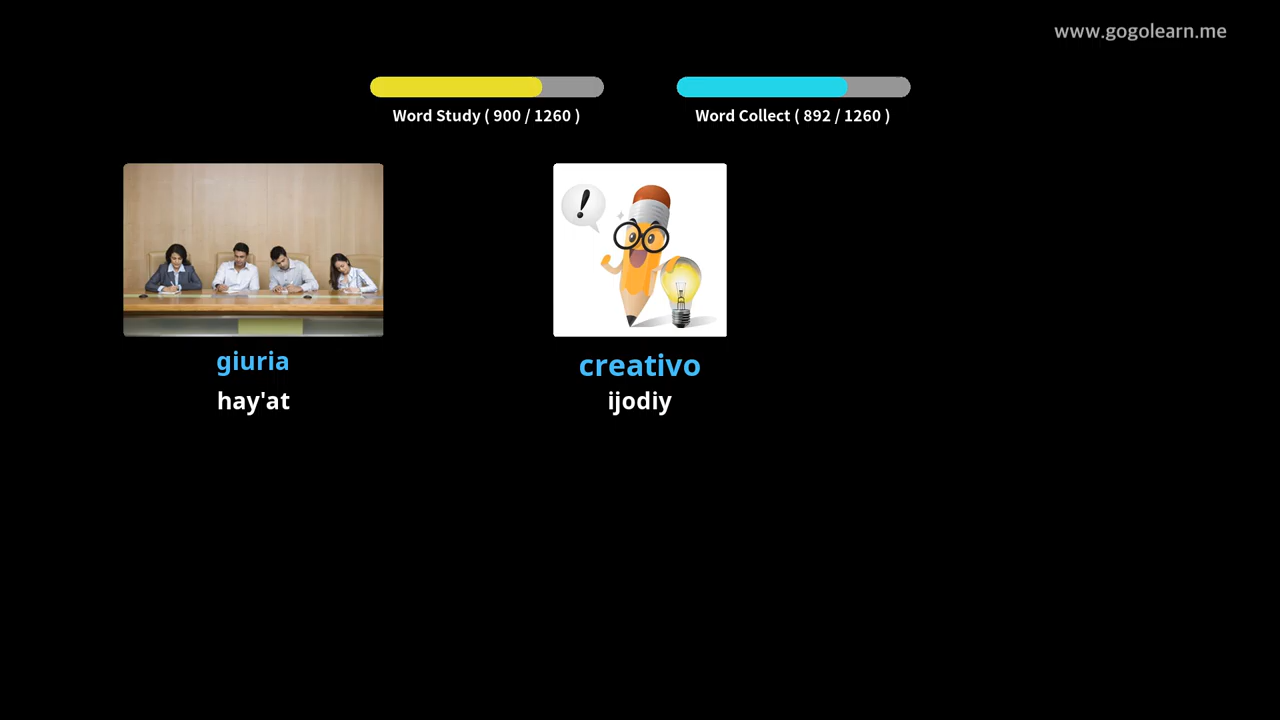 www.gogolearn.me
Word Study ( 900 / 1260 )
Word Collect ( 892 / 1260 )
!
giuria
hay'at
creativo
ijodiy